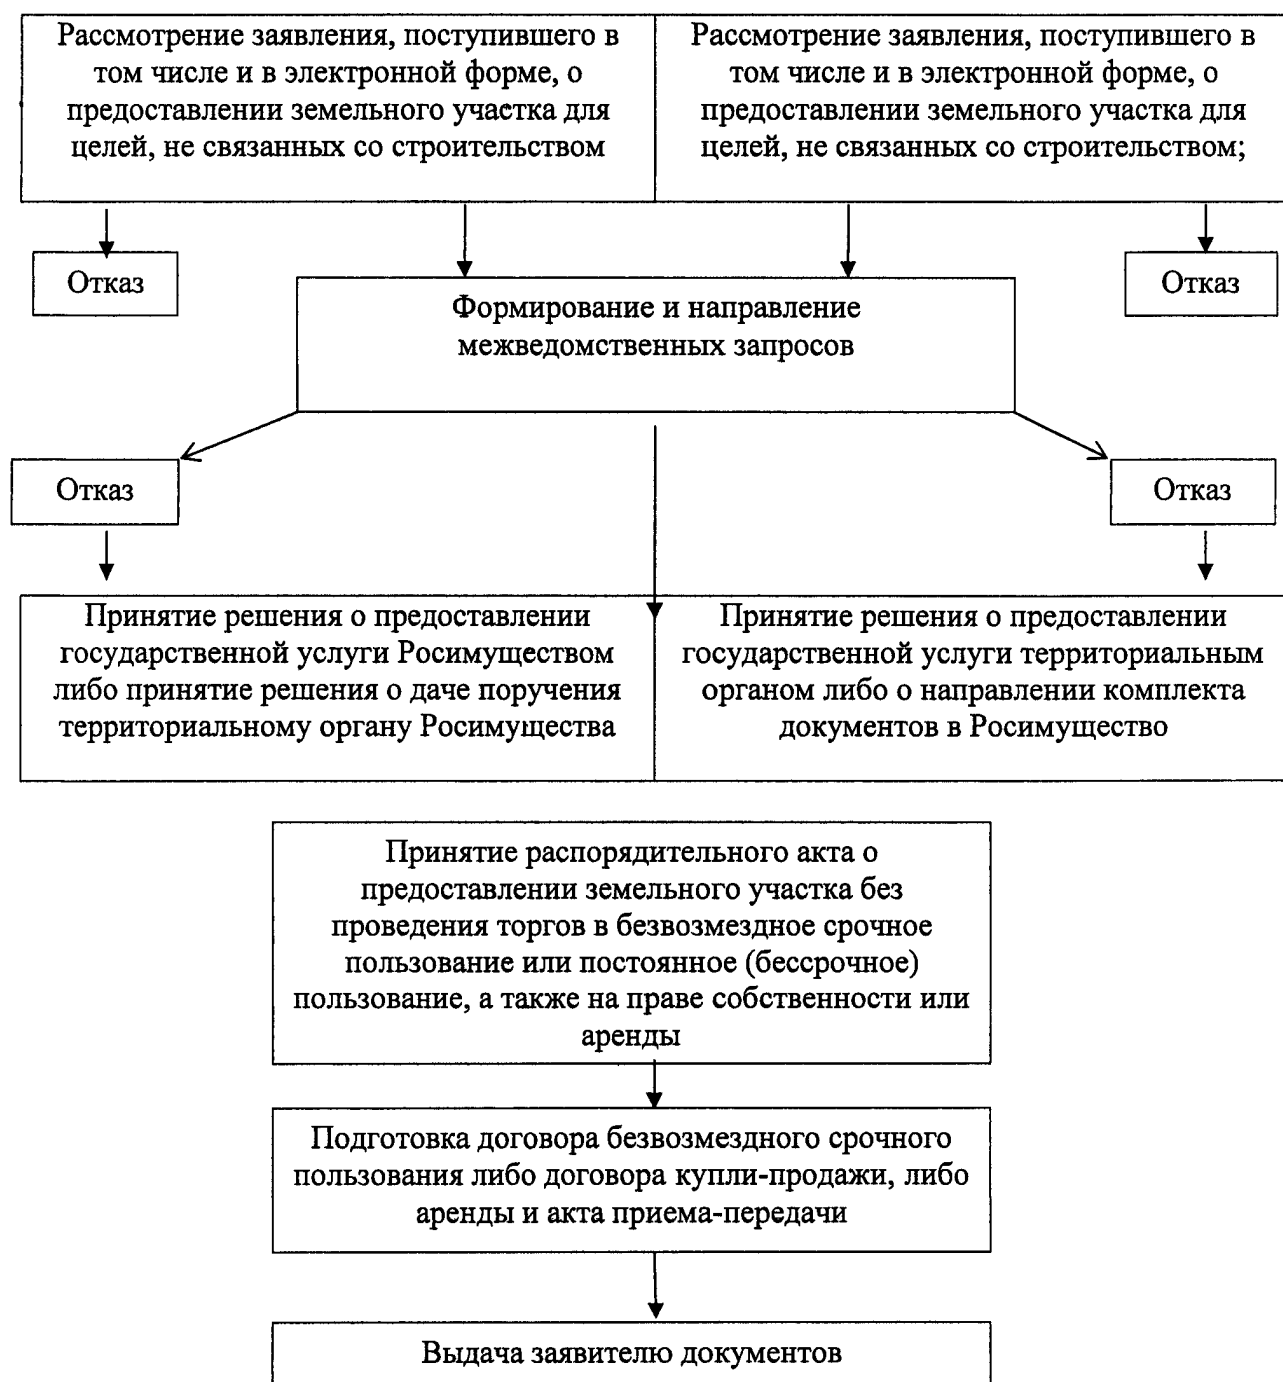 Рассмотрение заявления, поступившего в
том числе и в электронной форме, о
предоставлении земельного участка для
целей, не связанных со строительством
Рассмотрение заявления, поступившего в
том числе и в электронной форме, о
предоставлении земельного участка для
целей, не связанных со строительством;
Отказ
Отказ
Формирование и направление
межведомственных запросов
Отказ
Отказ
Принятие решения о предоставлении
государственной услуги Росимуществом
либо принятие решения о даче поручения
территориальному органу Росимущества
Принятие решения о предоставлении
государственной услуги территориальным
органом либо о направлении комплекта
документов в Росимущество
Принятие распорядительного акта о
предоставлении земельного участка без
проведения торгов в безвозмездное срочное
пользование или постоянное (бессрочное)
пользование, а также на праве собственности или
аренды
Подготовка договора безвозмездного срочного
пользования либо договора купли-продажи, либо
аренды и акта приема-передачи
Выдача заявителю документов